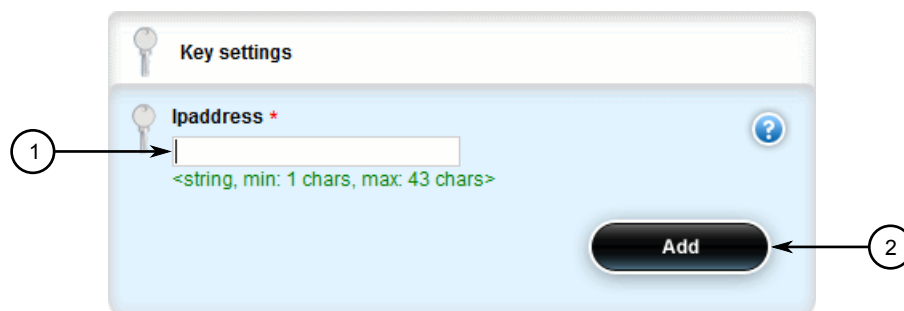 Key settings
Ipaddress *
?
1
<string, min: 1 chars, max: 43 chars>
Add
2